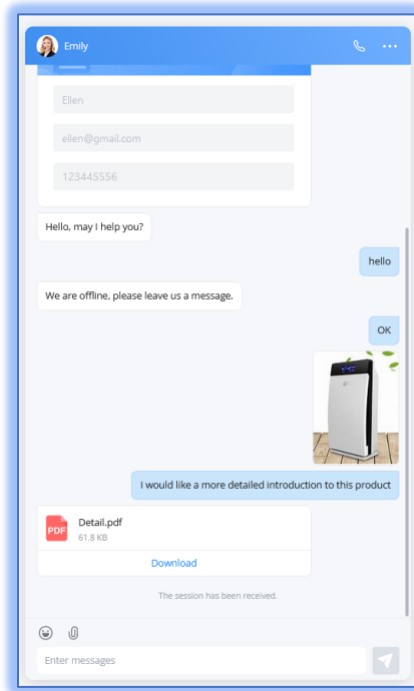 Emily
Ellen
ellen@gmail.com
123445556
Hello, may I help you?
hello
We are offline, please leave us a message.
OK
I would like a more detailed introduction to this product
PDF
Detail.pdf
61.8 KB
Download
The session has been received.
Enter messages